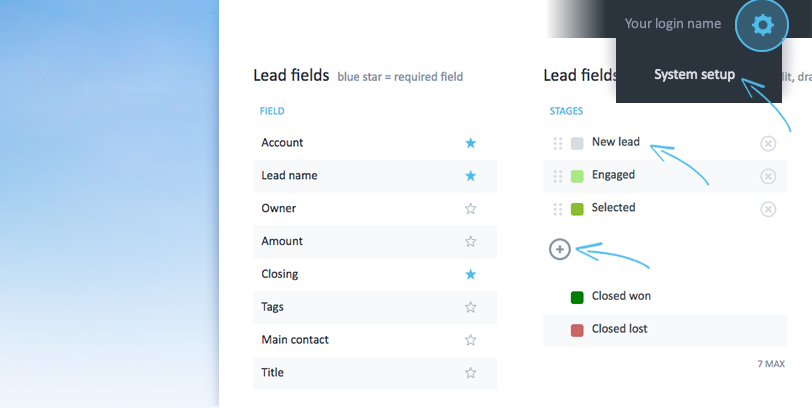 Your login name
System setup
Lead fields blue star = required field
Lead fields
dit, dra
FIELD
Account
Lead name
Owner
Amount
Closing
Tags
Main contact
Title
STAGES
New lead
Engaged
Selected
Closed won
Closed lost
7 MAX